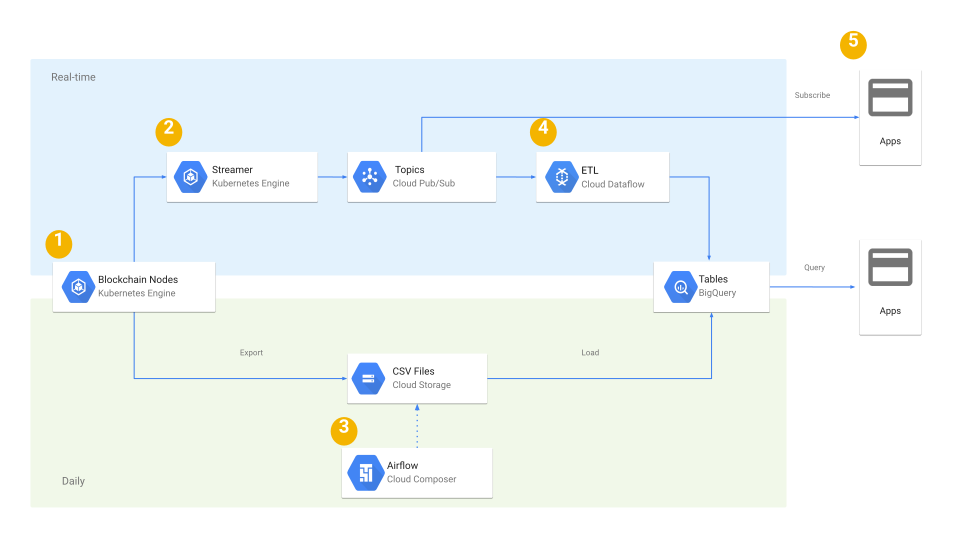 5
Real-time
Subscribe
Apps
2
4
Streamer
Kubernetes Engine
Topics
Cloud Pub/Sub
ETL
Cloud Dataflow
1
Blockchain Nodes
Kubernetes Engine
Tables
BigQuery
Query
Apps
Export
Load
CSV Files
Cloud Storage
3
Airflow
Cloud Composer
Daily